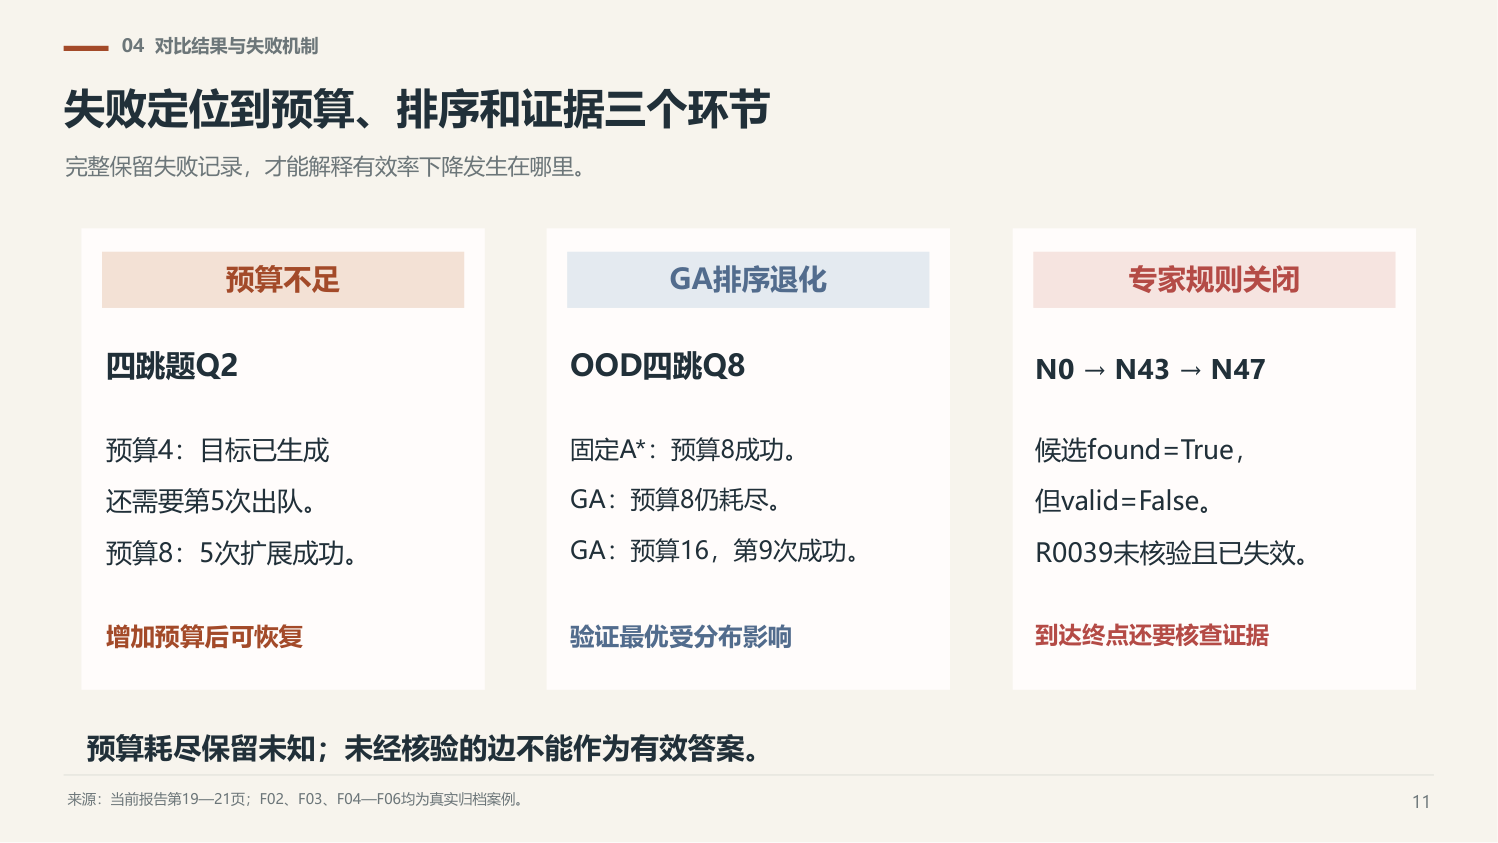 04 对比结果与失败机制
失败定位到预算、排序和证据三个环节
完整保留失败记录，才能解释有效率下降发生在哪里。
预算不足
四跳题Q2
预算4：目标已生成
还需要第5次出队。
预算8：5次扩展成功。
增加预算后可恢复
GA排序退化
OOD四跳Q8
固定A*：预算8成功。
GA：预算8仍耗尽。
GA：预算16，第9次成功。
验证最优受分布影响
专家规则关闭
N0 → N43 → N47
候选found=True，
但valid=False。
R0039未核验且已失效。
到达终点还要核查证据
预算耗尽保留未知；未经核验的边不能作为有效答案。
来源：当前报告第19—21页；F02、F03、F04—F06均为真实归档案例。
11